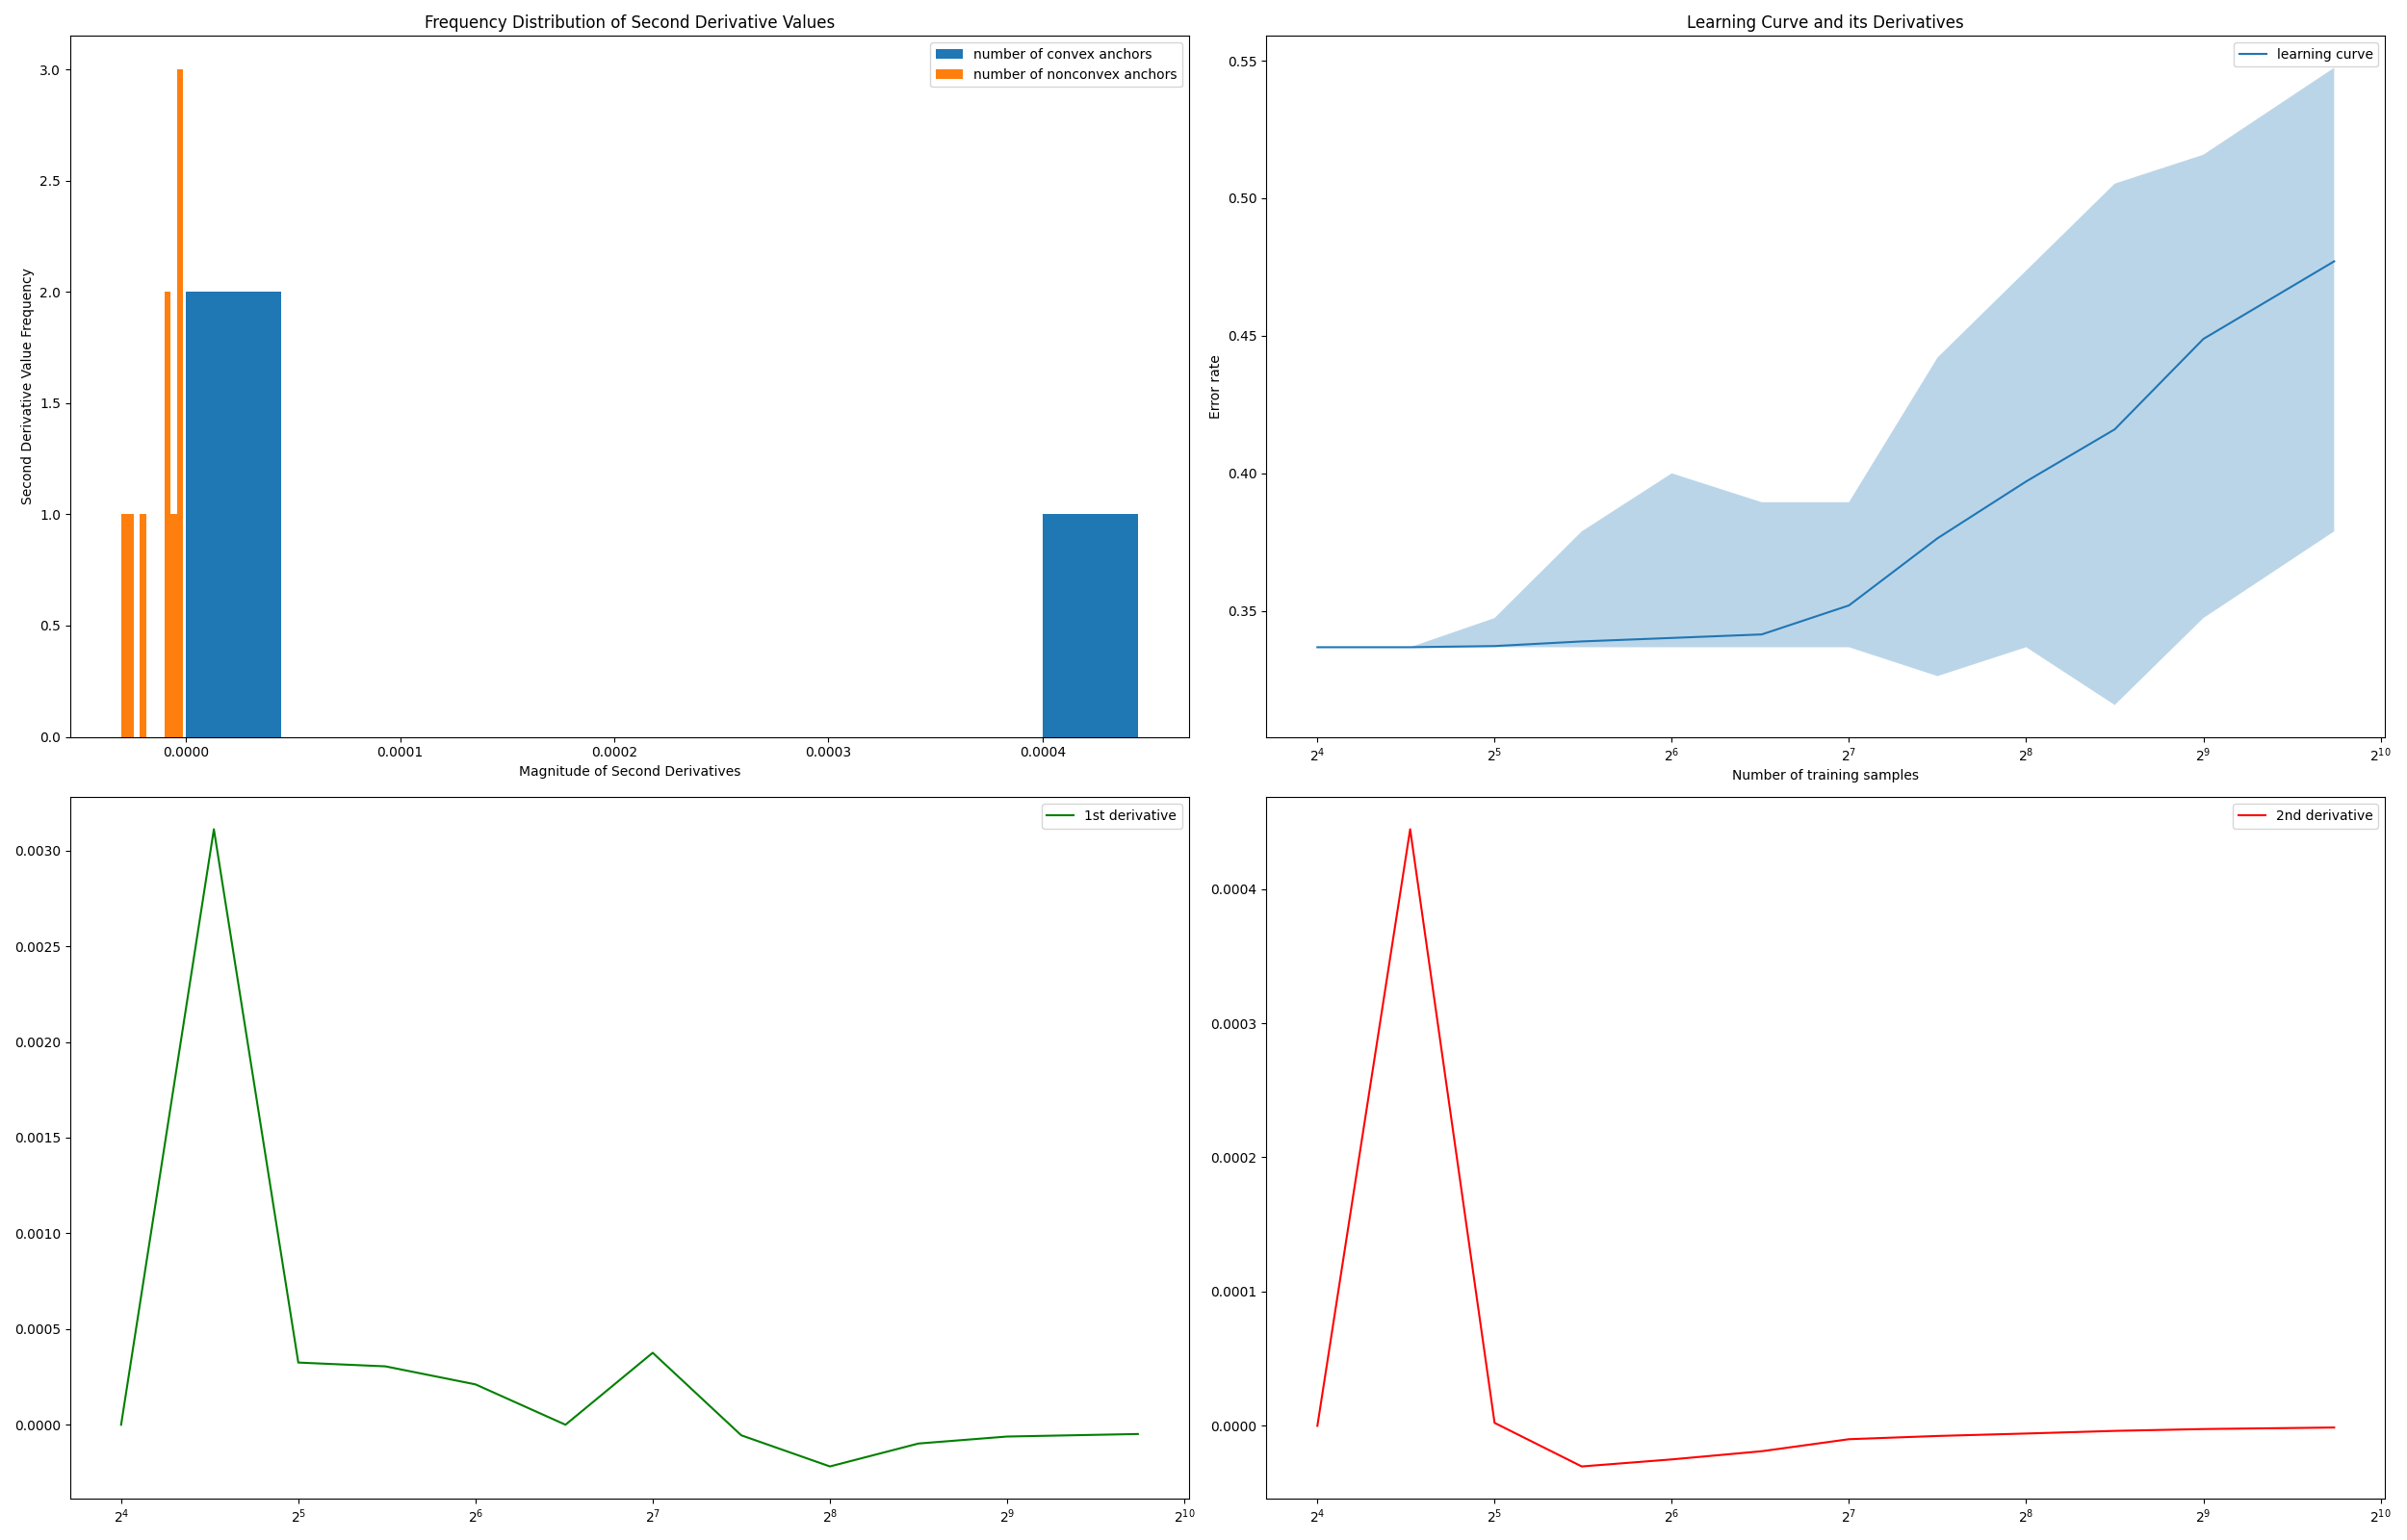 Frequency Distribution of Second Derivative Values
number of convex anchors
number of nonconvex anchors
3.0
2.5
2.0
1.5
1.0
0.5
0.0
Second Derivative Value Frequency
0.0000 0.0001 0.0002 0.0003 0.0004
Magnitude of Second Derivatives
Learning Curve and its Derivatives
learning curve
0.55
0.50
0.45
0.40
0.35
Error rate
2⁴ 2⁵ 2⁶ 2⁷ 2⁸ 2⁹ 2¹⁰
Number of training samples
1st derivative
0.0030
0.0025
0.0020
0.0015
0.0010
0.0005
0.0000
2⁴ 2⁵ 2⁶ 2⁷ 2⁸ 2⁹ 2¹⁰
2nd derivative
0.0004
0.0003
0.0002
0.0001
0.0000
2⁴ 2⁵ 2⁶ 2⁷ 2⁸ 2⁹ 2¹⁰